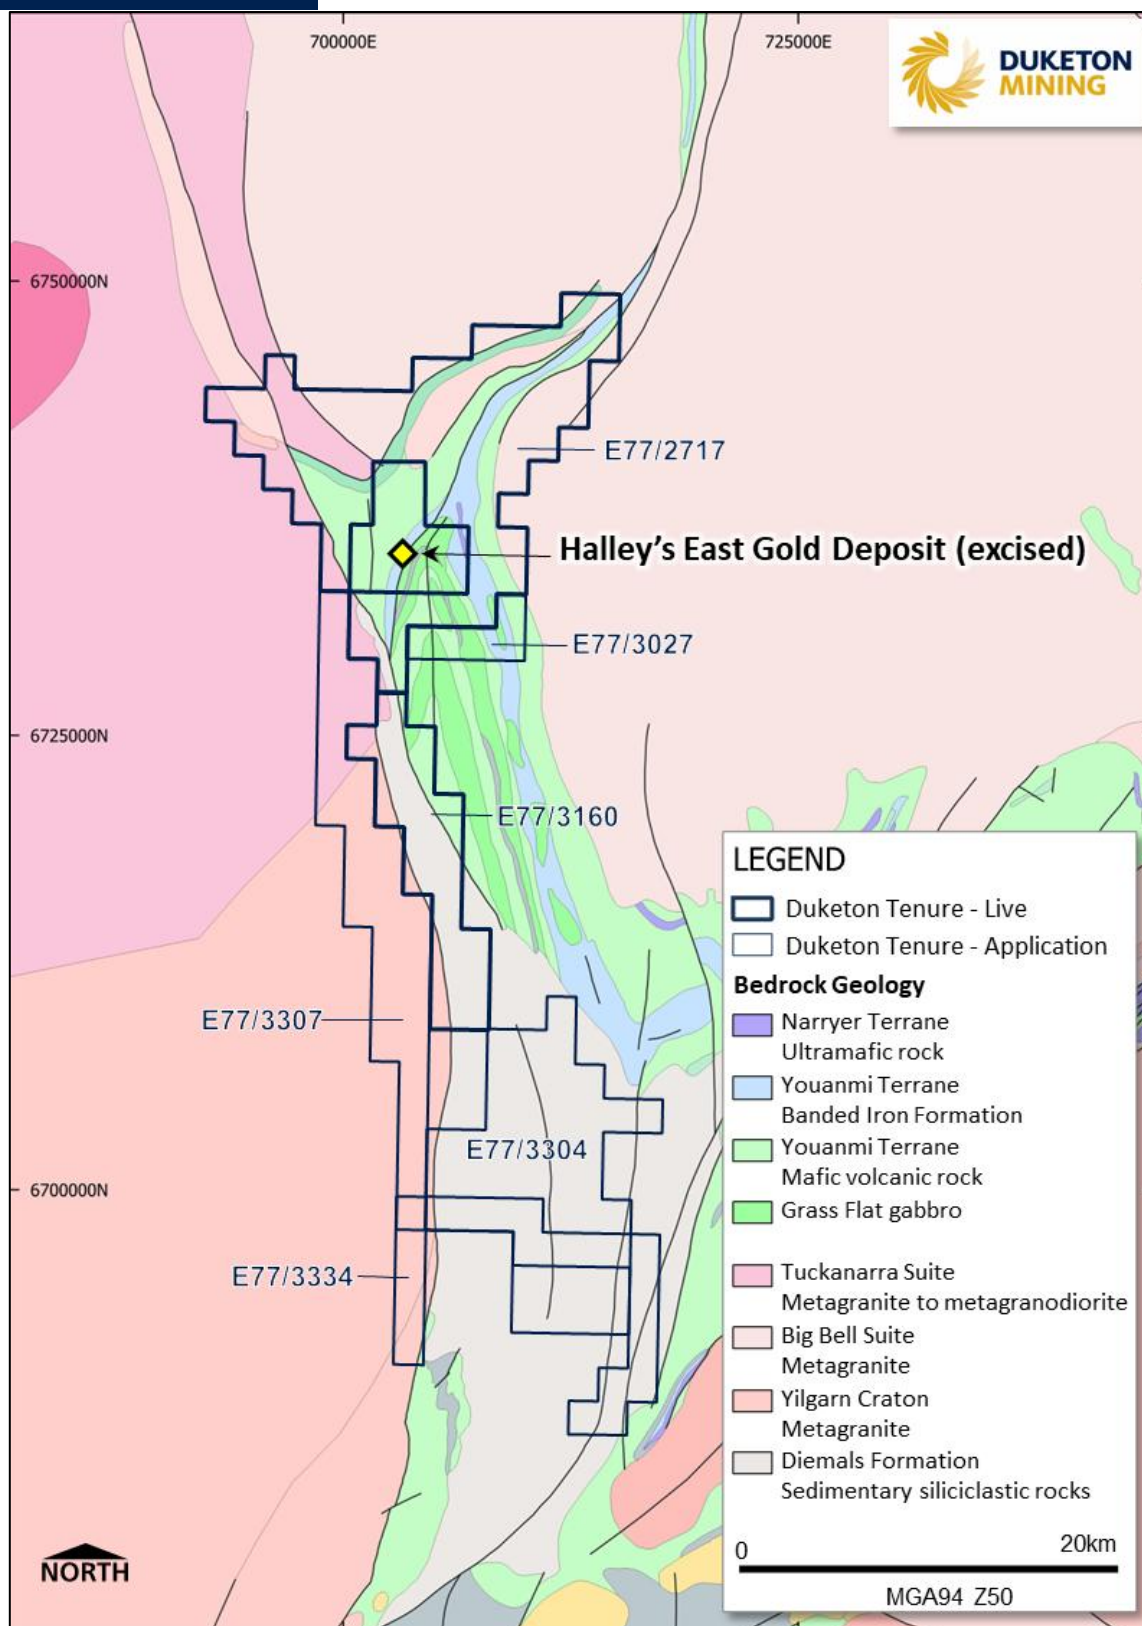 700000E
725000E
DUKETON
MINING
6750000N
E77/2717
Halley's East Gold Deposit (excised)
E77/3027
6725000N
E77/3160
E77/3307
E77/3304
6700000N
E77/3334
LEGEND
Duketon Tenure - Live
Duketon Tenure - Application
Bedrock Geology
Narryer Terrane
Ultramafic rock
Youanmi Terrane
Banded Iron Formation
Youanmi Terrane
Mafic volcanic rock
Grass Flat gabbro
Tuckanarra Suite
Metagranite to metagranodiorite
Big Bell Suite
Metagranite
Yilgarn Craton
Metagranite
Diemals Formation
Sedimentary siliciclastic rocks
0 20km
MGA94 Z50
NORTH